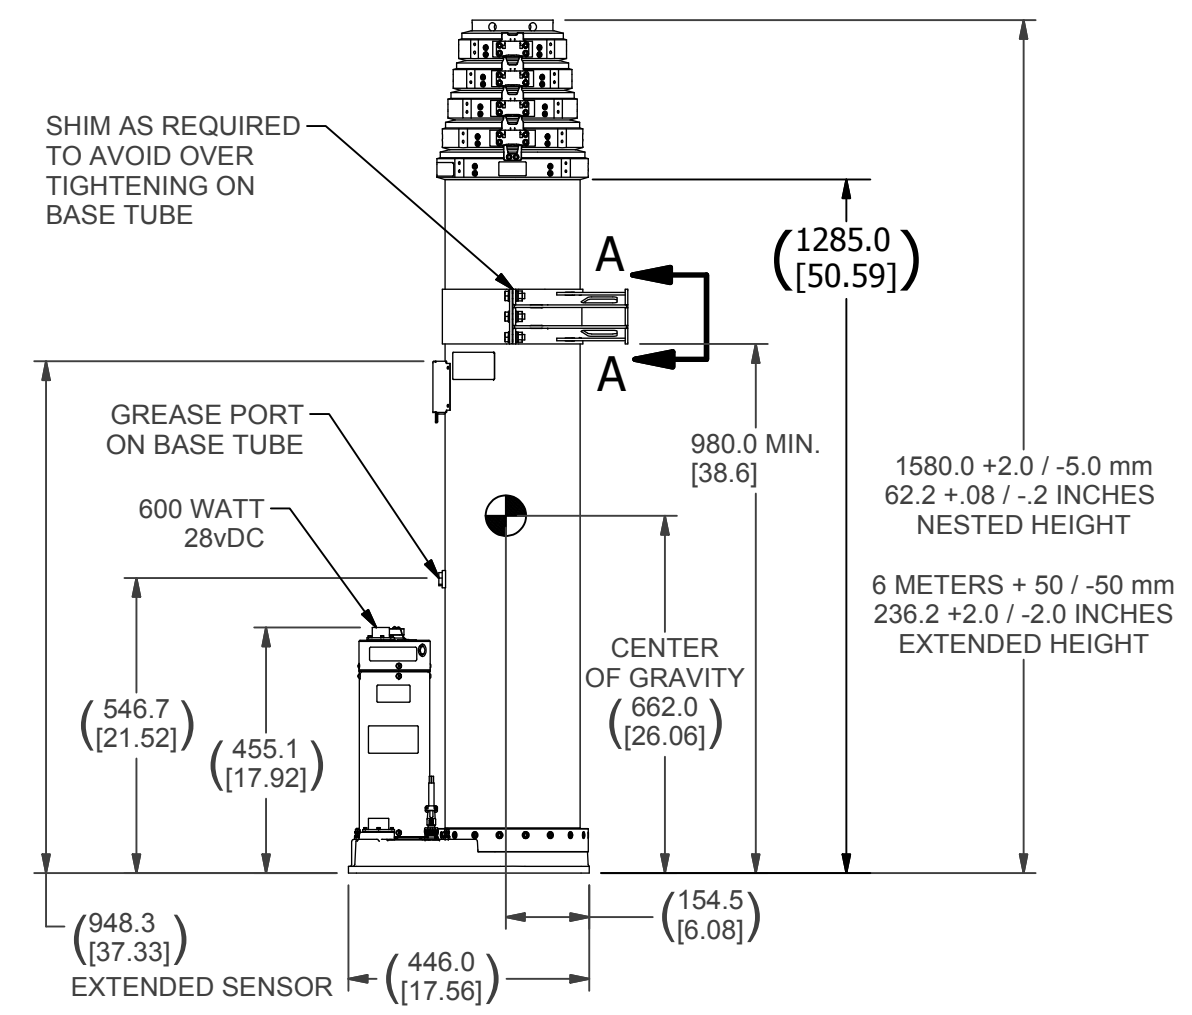 SHIM AS REQUIRED
TO AVOID OVER
TIGHTENING ON
BASE TUBE
A
(1285.0)
([50.59])
A
GREASE PORT
ON BASE TUBE
980.0 MIN.
[38.6]
1580.0 +2.0 / -5.0 mm
62.2 +.08 / -.2 INCHES
NESTED HEIGHT
600 WATT
28vDC
6 METERS + 50 / -50 mm
236.2 +2.0 / -2.0 INCHES
EXTENDED HEIGHT
CENTER
OF GRAVITY
(662.0)
([26.06])
(546.7)
([21.52])
(455.1)
([17.92])
(154.5)
([6.08])
(948.3)
([37.33])
EXTENDED SENSOR
(446.0)
([17.56])